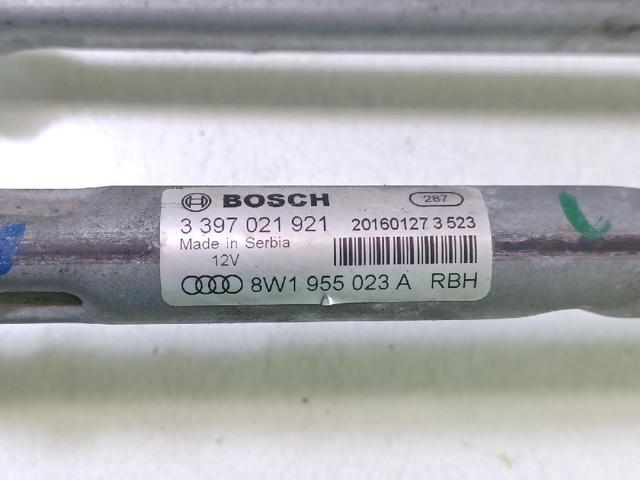 BOSCH 287
3 397 021 921 20160127 3 523
Made in Serbia
12V
8W1 955 023 A RBH